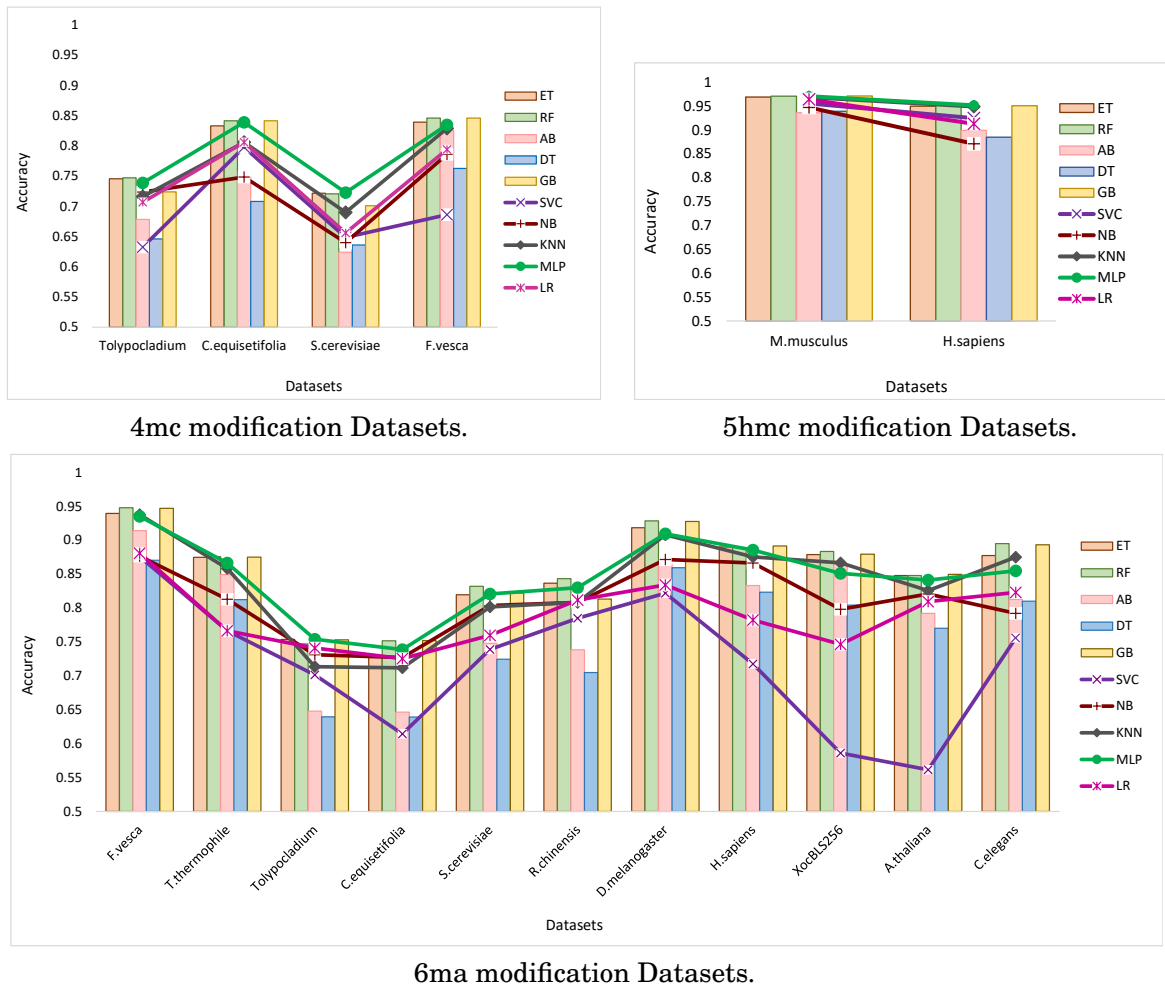 1
0.95
0.9
0.85
0.8
0.75
0.7
0.65
0.6
0.55
0.5
Accuracy
Tolypocladium
C.equisetifolia
S.cerevisiae
F.vesca
Datasets
ET
RF
AB
DT
GB
SVC
NB
KNN
MLP
LR
4mc modification Datasets.
1
0.95
0.9
0.85
0.8
0.75
0.7
0.65
0.6
0.55
0.5
Accuracy
M.musculus
H.sapiens
Datasets
ET
RF
AB
DT
GB
SVC
NB
KNN
MLP
LR
5hmc modification Datasets.
1
0.95
0.9
0.85
0.8
0.75
0.7
0.65
0.6
0.55
0.5
Accuracy
F.vesca
T.thermophile
Tolypocladium
C.equisetifolia
S.cerevisiae
R.chinensis
D.melanogaster
H.sapiens
XocBLS256
A.thaliana
C.elegans
Datasets
ET
RF
AB
DT
GB
SVC
NB
KNN
MLP
LR
6ma modification Datasets.